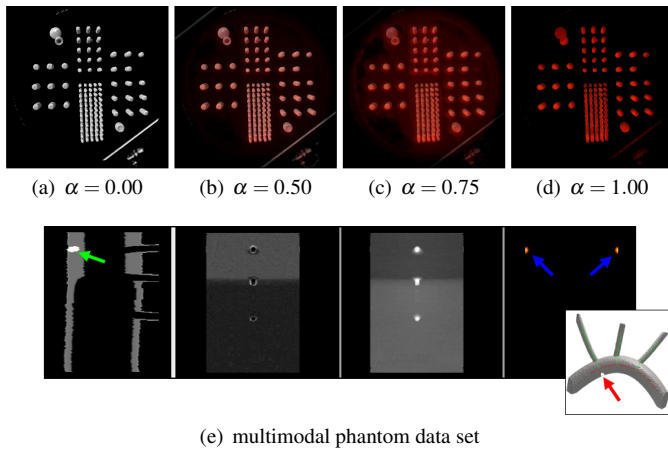 (a) α = 0.00
(b) α = 0.50
(c) α = 0.75
(d) α = 1.00
(e) multimodal phantom data set